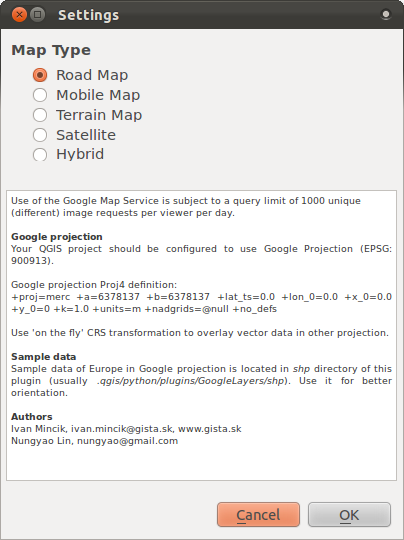 Settings
Map Type
Road Map
Mobile Map
Terrain Map
Satellite
Hybrid
Use of the Google Map Service is subject to a query limit of 1000 unique
(different) image requests per viewer per day.
Google projection
Your QGIS project should be configured to use Google Projection (EPSG:
900913).
Google projection Proj4 definition:
+proj=merc +a=6378137 +b=6378137 +lat_ts=0.0 +lon_0=0.0 +x_0=0.0
+y_0=0 +k=1.0 +units=m +nadgrids=@null +no_defs
Use 'on the fly' CRS transformation to overlay vector data in other projection.
Sample data
Sample data of Europe in Google projection is located in shp directory of this
plugin (usually .qgis/python/plugins/GoogleLayers/shp). Use it for better
orientation.
Authors
Ivan Mincik, ivan.mincik@gista.sk, www.gista.sk
Nungyao Lin, nungyao@gmail.com
Cancel OK